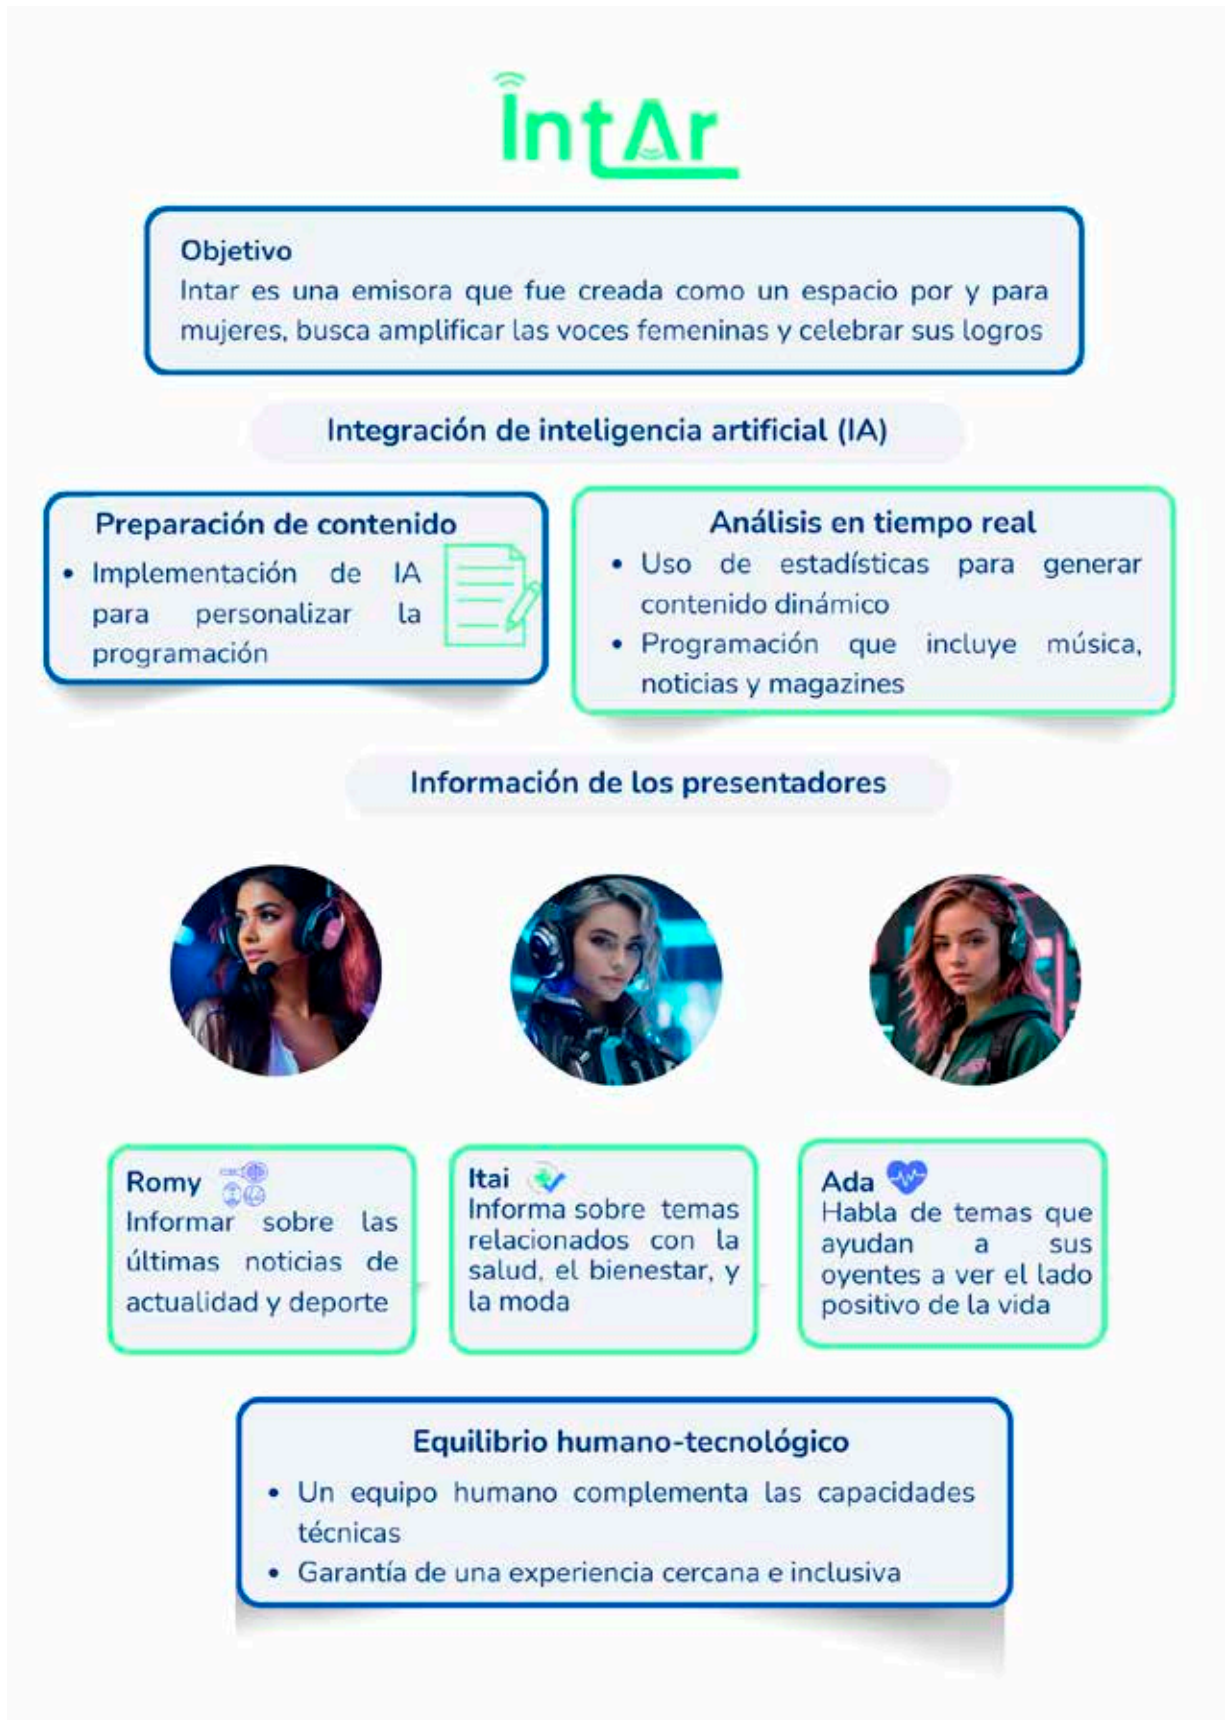 IntAr
Objetivo
Intar es una emisora que fue creada como un espacio por y para
mujeres, busca amplificar las voces femeninas y celebrar sus logros
Integración de inteligencia artificial (IA)
Preparación de contenido
• Implementación de IA
para personalizar la
programación
Análisis en tiempo real
• Uso de estadísticas para generar
contenido dinámico
• Programación que incluye música,
noticias y magazines
Información de los presentadores
Romy
Informar sobre las
últimas noticias de
actualidad y deporte
Itai
Informa sobre temas
relacionados con la
salud, el bienestar, y
la moda
Ada
Habla de temas que
ayudan a sus
oyentes a ver el lado
positivo de la vida
Equilibrio humano-tecnológico
• Un equipo humano complementa las capacidades
técnicas
• Garantía de una experiencia cercana e inclusiva